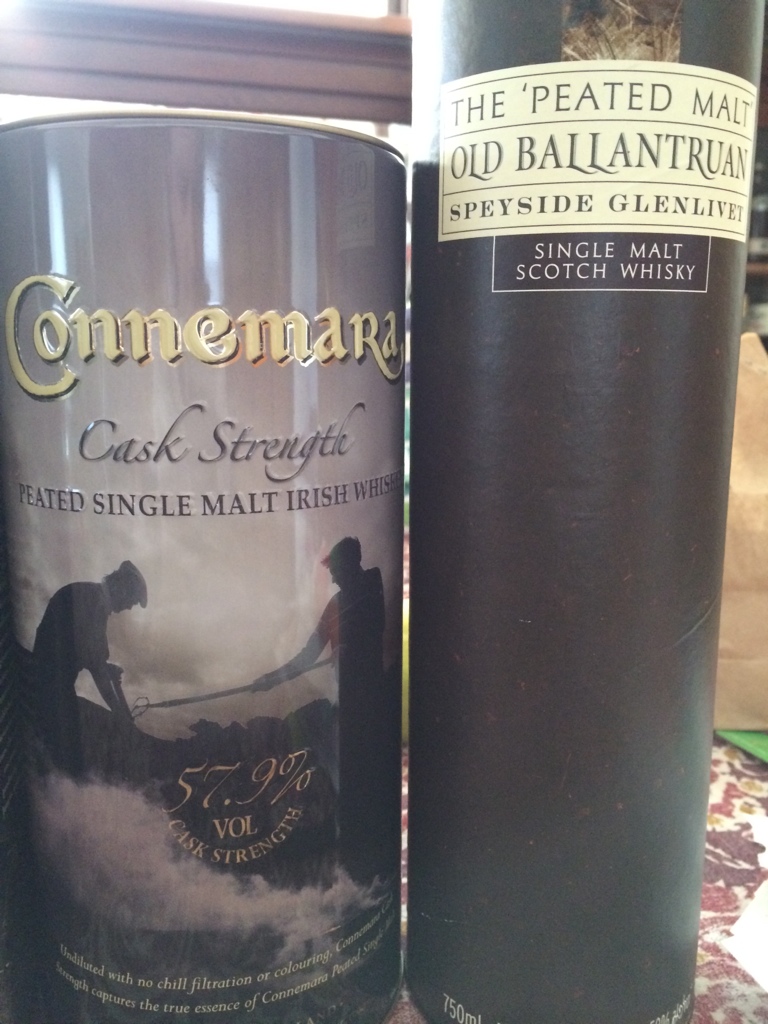 Connemara
Cask Strength
PEATED SINGLE MALT IRISH WHISKE
57.9%
VOL
CASK STRENGTH
Undiluted with no chill filtration or colouring, Connemara
Strength captures the true essence of Connemara Peated
THE 'PEATED MALT'
OLD BALLANTRUAN
SPEYSIDE GLENLIVET
SINGLE MALT
SCOTCH WHISKY
750ml